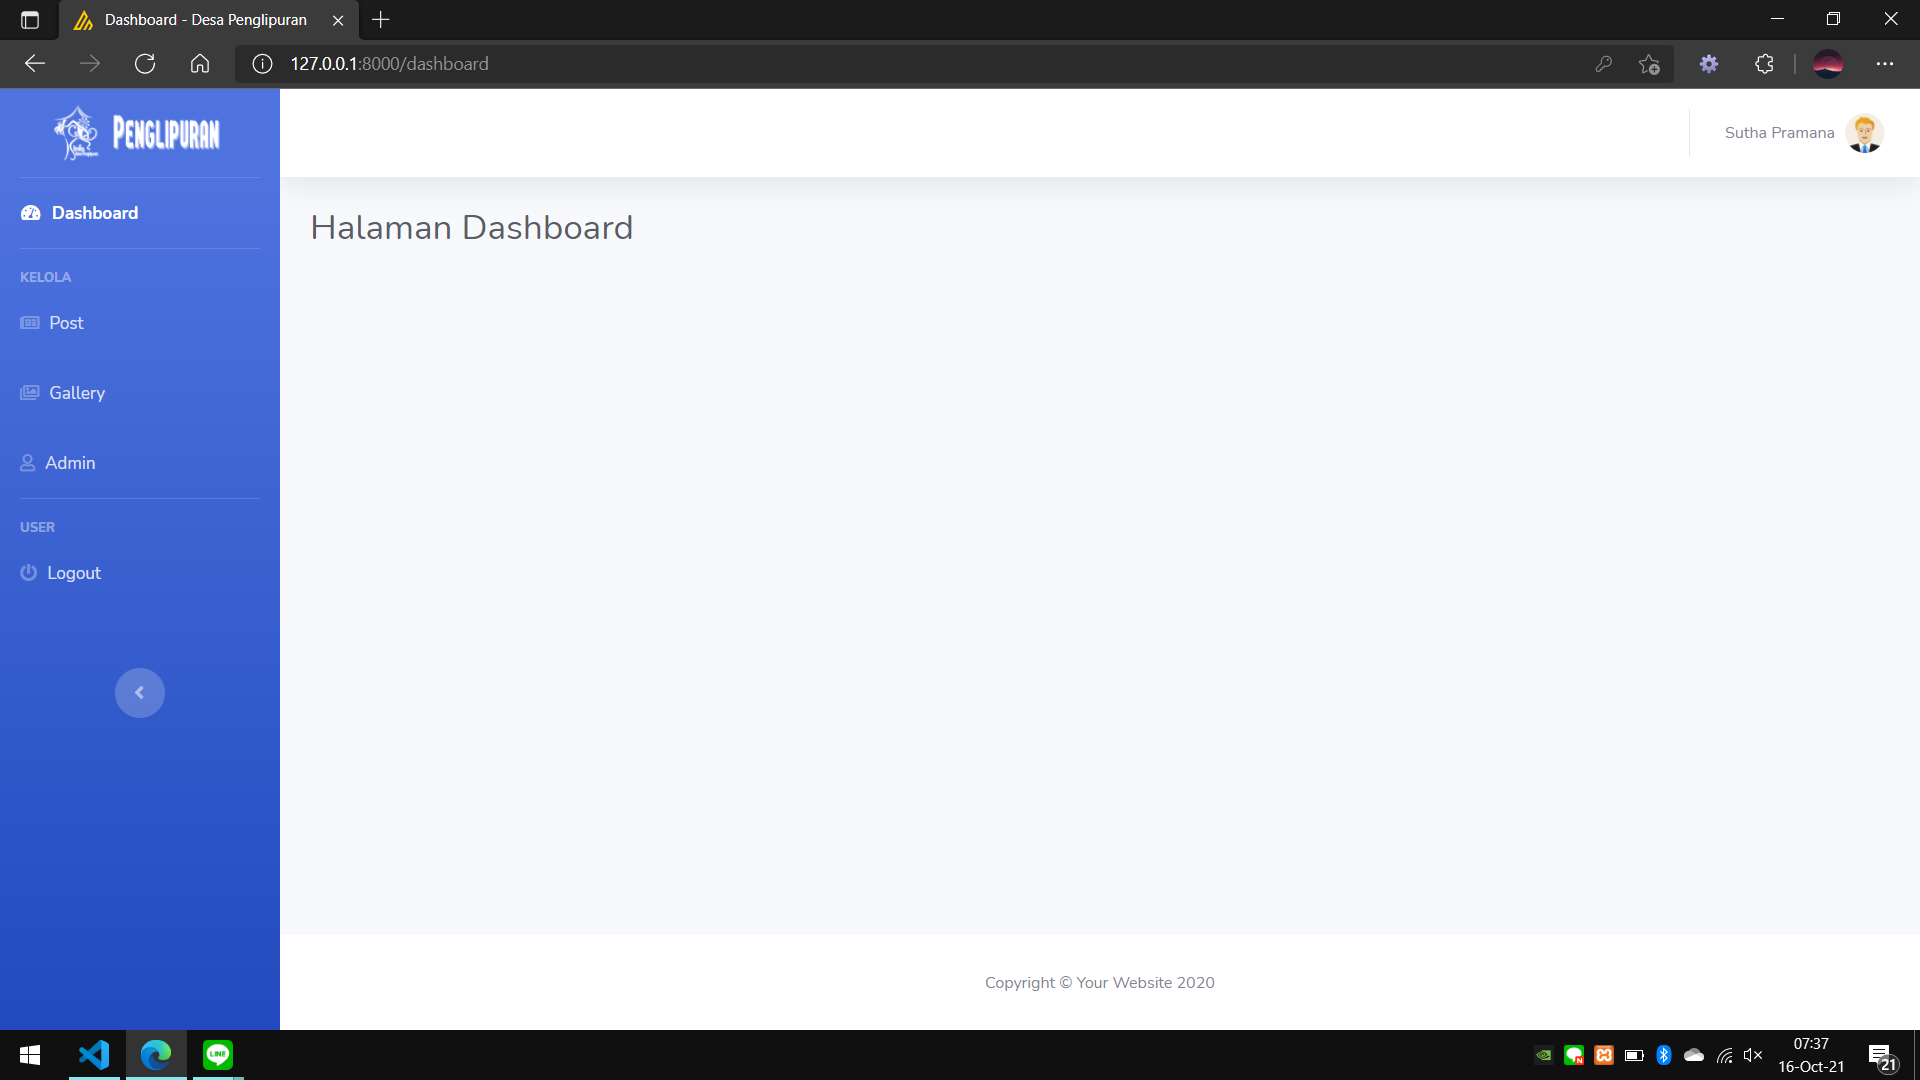 Dashboard - Desa Penglipuran
127.0.0.1:8000/dashboard
PENGLIPURAN
Sutha Pramana
Dashboard
Halaman Dashboard
KELOLA
Post
Gallery
Admin
USER
Logout
Copyright © Your Website 2020
LINE
07:37
16-Oct-21
21